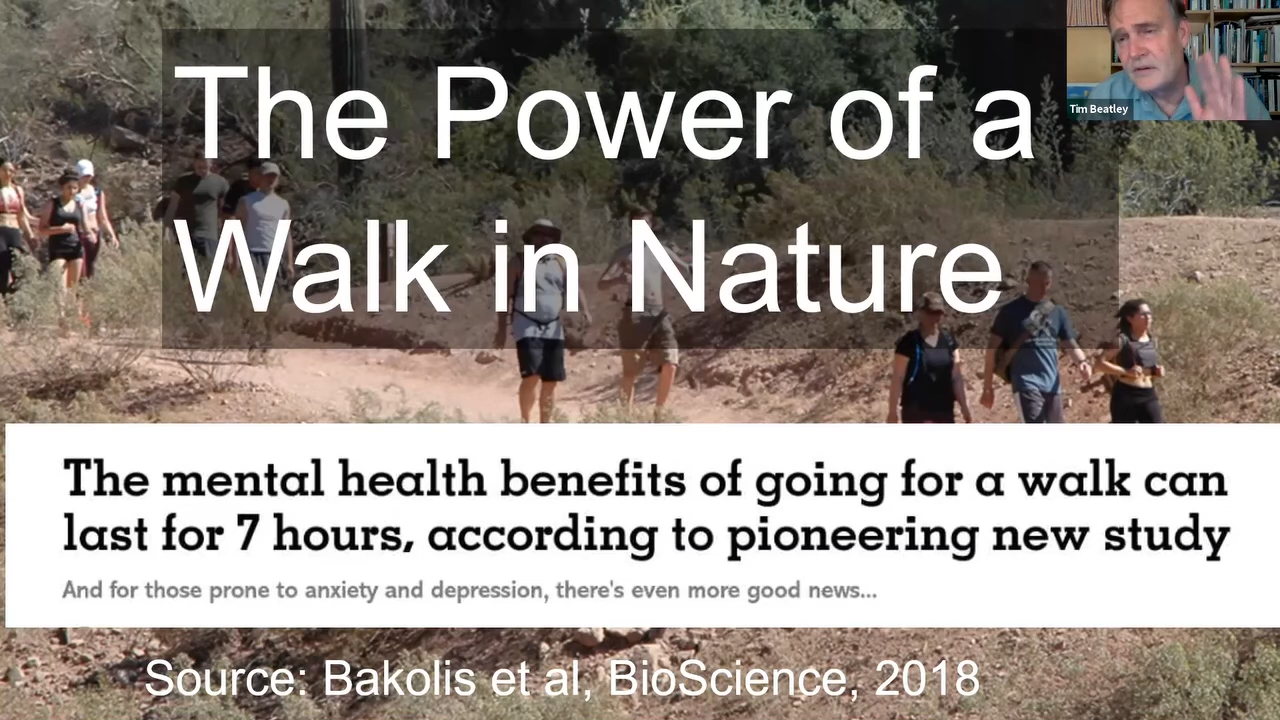 The Power of a
Walk in Nature
Tim Beatley
The mental health benefits of going for a walk can
last for 7 hours, according to pioneering new study
And for those prone to anxiety and depression, there's even more good news...
Source: Bakolis et al, BioScience, 2018